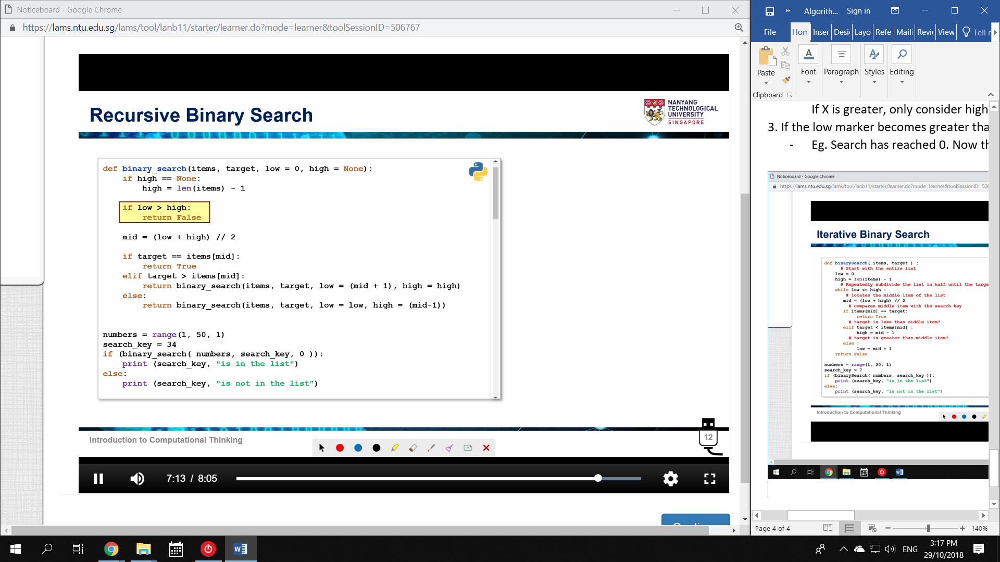 Noticeboard - Google Chrome
https://lams.ntu.edu.sg/lams/tool/lanb11/starter/learner.do?mode=learner&toolSessionID=506767
Recursive Binary Search
NANYANG
TECHNOLOGICAL
UNIVERSITY
SINGAPORE
def binary_search(items, target, low = 0, high = None):
    if high == None:
        high = len(items) - 1
    if low > high:
        return False
    mid = (low + high) // 2
    if target == items[mid]:
        return True
    elif target > items[mid]:
        return binary_search(items, target, low = (mid + 1), high = high)
    else:
        return binary_search(items, target, low = low, high = (mid-1))
numbers = range(1, 50, 1)
search_key = 34
if (binary_search( numbers, search_key, 0 )):
    print (search_key, "is in the list")
else:
    print (search_key, "is not in the list")
Introduction to Computational Thinking
12
7:13 / 8:05
Algorith... Sign in
File Hom Inser Desi Layo Refe Maili Revie View Tell
Paste Font Paragraph Styles Editing
Clipboard
If X is greater, only consider high
3. If the low marker becomes greater tha
- Eg. Search has reached 0. Now th
Noticeboard - Google Chrome
https://lams.ntu.edu.sg/lams/tool/lanb11/starter/learner.do?mode=learner&toolSessionID=506
Iterative Binary Search
def binarySearch( items, target ) :
    # Start with the entire list
    low = 0
    high = len(items) - 1
    # Repeatedly subdivide the list in half until the targe
    while low <= high :
        # locates the middle item of the list
        mid = (low + high) // 2
        # compares middle item with the search key
        if items[mid] == target:
            return True
        # target is less than middle item?
        elif target < items[mid] :
            high = mid - 1
        # target is greater than middle item?
        else :
            low = mid + 1
    return False
numbers = range(1, 20, 1)
search_key = 7
if (binarySearch( numbers, search_key )):
    print (search_key, "is in the list")
else:
    print (search_key, "is not in the list")
Introduction to Computational Thinking
Page 4 of 4
140%
ENG
3:17 PM
29/10/2018